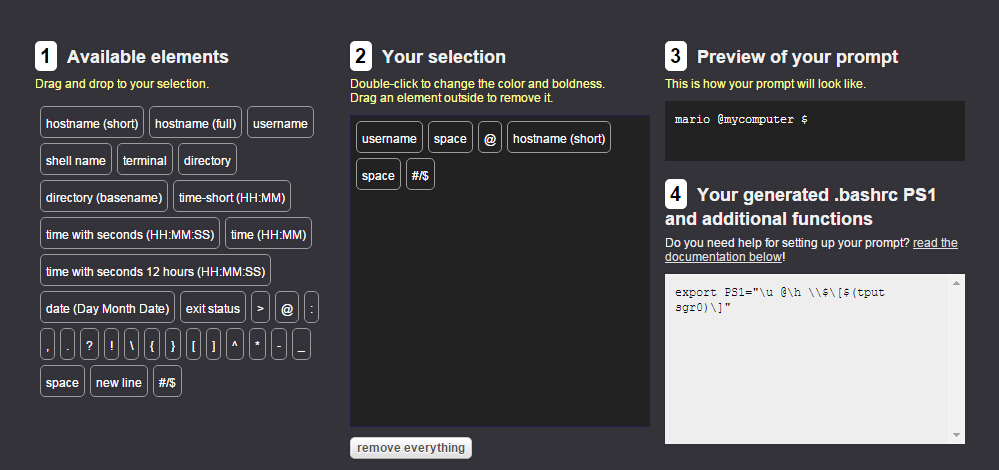 1 Available elements
Drag and drop to your selection.
hostname (short) hostname (full) username
shell name terminal directory
directory (basename) time-short (HH:MM)
time with seconds (HH:MM:SS) time (HH:MM)
time with seconds 12 hours (HH:MM:SS)
date (Day Month Date) exit status > @ :
, . ? ! \ { } [ ] ^ * - _
space new line #/$
2 Your selection
Double-click to change the color and boldness.
Drag an element outside to remove it.
username space @ hostname (short)
space #/$
remove everything
3 Preview of your prompt
This is how your prompt will look like.
mario @mycomputer $
4 Your generated .bashrc PS1
and additional functions
Do you need help for setting up your prompt? read the
documentation below!
export PS1="\u @\h \\$\[$(tput
sgr0)\]"